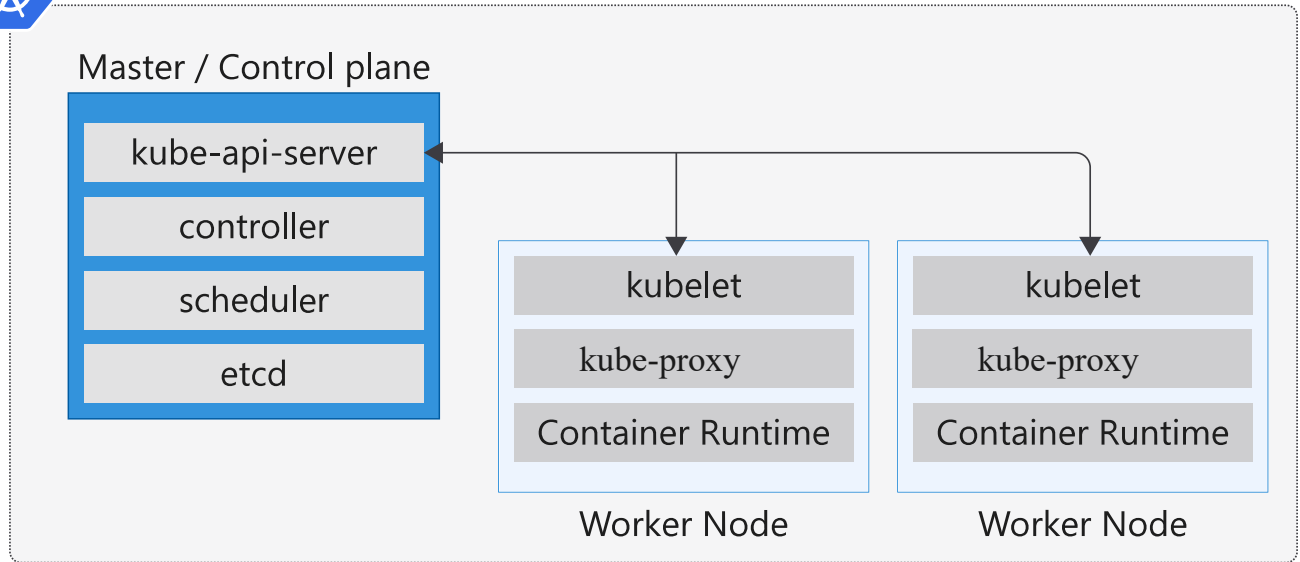 Master / Control plane
kube-api-server
controller
scheduler
etcd
kubelet
kube-proxy
Container Runtime
Worker Node
kubelet
kube-proxy
Container Runtime
Worker Node